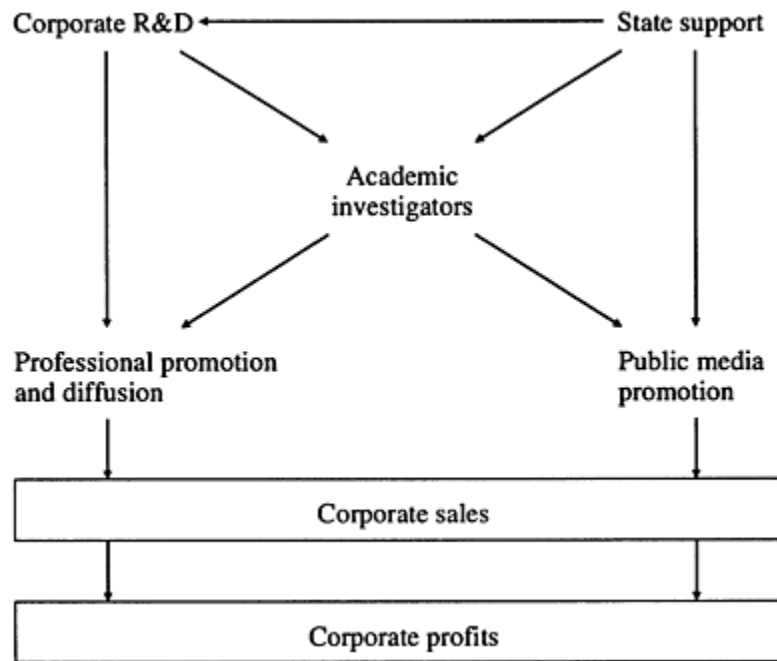 Corporate R&D
State support
Academic
investigators
Professional promotion
and diffusion
Public media
promotion
Corporate sales
Corporate profits